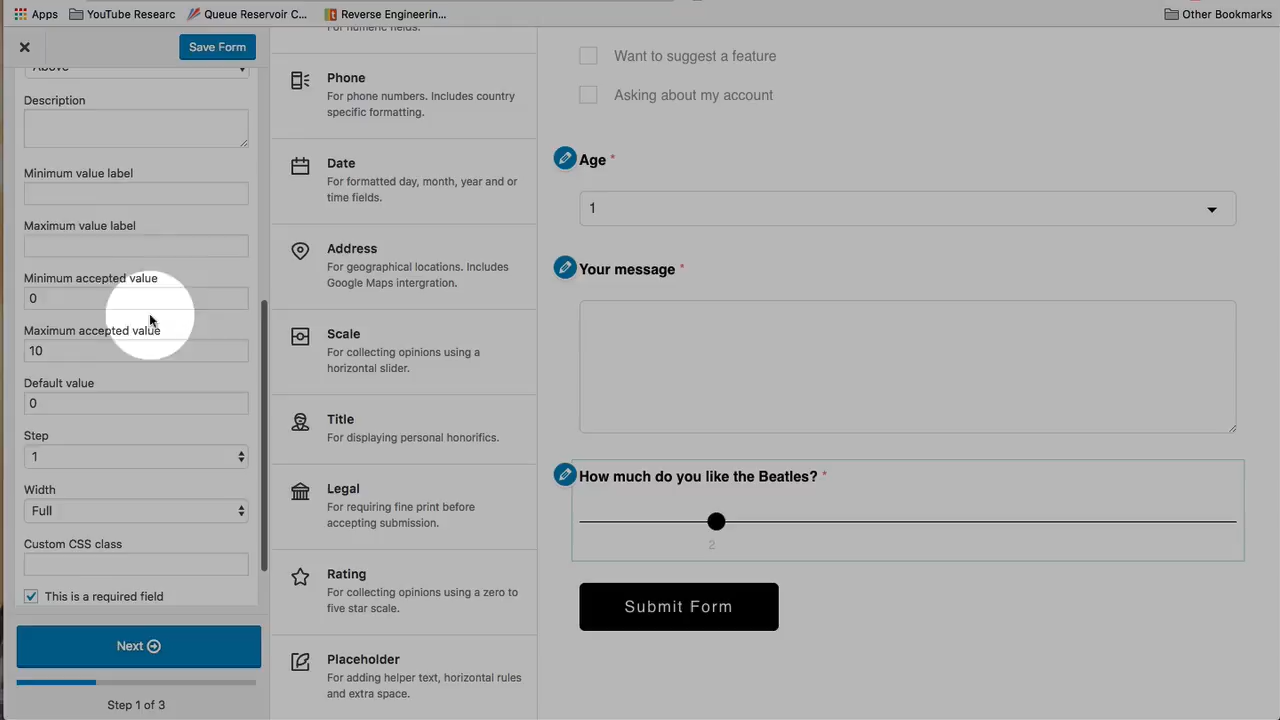 Apps
YouTube Researc
Queue Reservoir C...
Reverse Engineerin...
Other Bookmarks
Save Form
Above
Description
Minimum value label
Maximum value label
Minimum accepted value
0
Maximum accepted value
10
Default value
0
Step
1
Width
Full
Custom CSS class
This is a required field
Next
Step 1 of 3
For numeric fields.
Phone
For phone numbers. Includes country
specific formatting.
Date
For formatted day, month, year and or
time fields.
Address
For geographical locations. Includes
Google Maps intergration.
Scale
For collecting opinions using a
horizontal slider.
Title
For displaying personal honorifics.
Legal
For requiring fine print before
accepting submission.
Rating
For collecting opinions using a zero to
five star scale.
Placeholder
For adding helper text, horizontal rules
and extra space.
Want to suggest a feature
Asking about my account
Age *
1
Your message *
How much do you like the Beatles? *
2
Submit Form